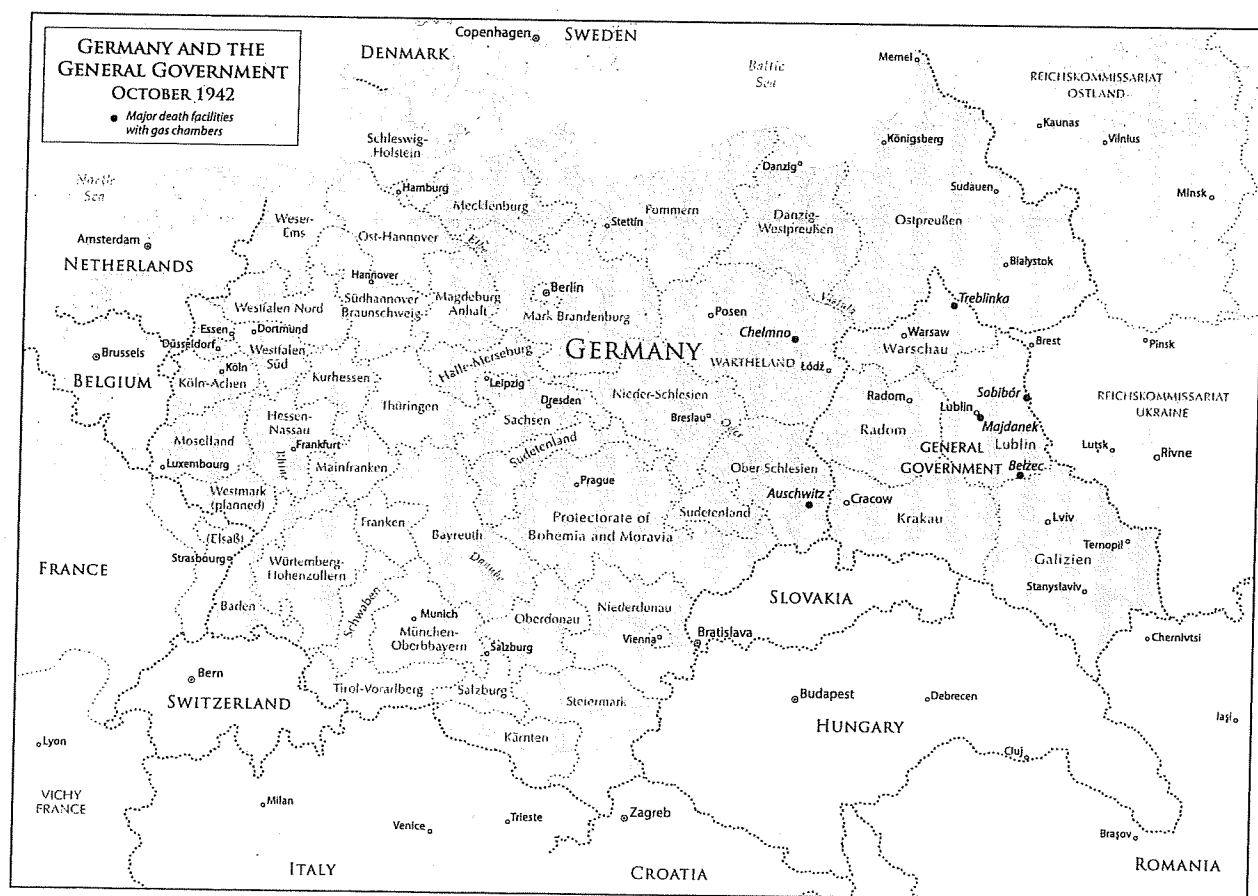 GERMANY AND THE
GENERAL GOVERNMENT
OCTOBER 1942
Major death facilities
with gas chambers
Copenhagen
SWEDEN
DENMARK
Baltic
Sea
Memel
REICHSKOMMISSARIAT
OSTLAND
Kaunas
Vilnius
Königsberg
Schleswig-
Holstein
Danzig
North
Sea
Hamburg
Sudauen
Minsk
Mecklenburg
Pommern
Danzig-
Westpreußen
Ostpreußen
Weser-
Ems
Stettin
Amsterdam
Ost-Hannover
Elbe
NETHERLANDS
Bialystok
Hannover
Berlin
Südhannover
Braunschweig
Magdeburg
Anhalt
Vistula
Treblinka
Westfalen Nord
Mark Brandenburg
Posen
Essen
Dortmund
Chelmno
Warsaw
Warschau
Brest
Pinsk
Düsseldorf
Westfalen
Süd
Brussels
GERMANY
Halle-Merseburg
WARTHELAND
Łódź
Köln
BELGIUM
Köln-Achen
Kurhessen
Leipzig
Thüringen
Dresden
Sachsen
Nieder-Schlesien
Radom
Lublin
Sobibór
REICHSKOMMISSARIAT
UKRAINE
Hessen-
Nassau
Breslau
Oder
Radom
Majdanek
Moselland
Frankfurt
Sudetenland
GENERAL
GOVERNMENT
Lublin
Lutsk
Rivne
Luxembourg
Rhine
Mainfranken
Ober Schlesien
Bełzec
Prague
Westmark
(planned)
Auschwitz
Cracow
Sudetenland
Krakau
Franken
Protectorate of
Bohemia and Moravia
Lviv
(Elsaß)
Bayreuth
Ternopil
Strasbourg
Galizien
FRANCE
Würtemberg-
Hohenzollern
Danube
Stanyslaviv
SLOVAKIA
Baden
Schwaben
Munich
München-
Oberbbayern
Oberdonau
Niederdonau
Vienna
Bratislava
Chernivtsi
Salzburg
Bern
SWITZERLAND
Tirol-Vorarlberg
Salzburg
Steiermark
Budapest
Debrecen
HUNGARY
Iaşi
Kärnten
Lyon
Cluj
VICHY
FRANCE
Milan
Venice
Trieste
Zagreb
Braşov
ITALY
CROATIA
ROMANIA